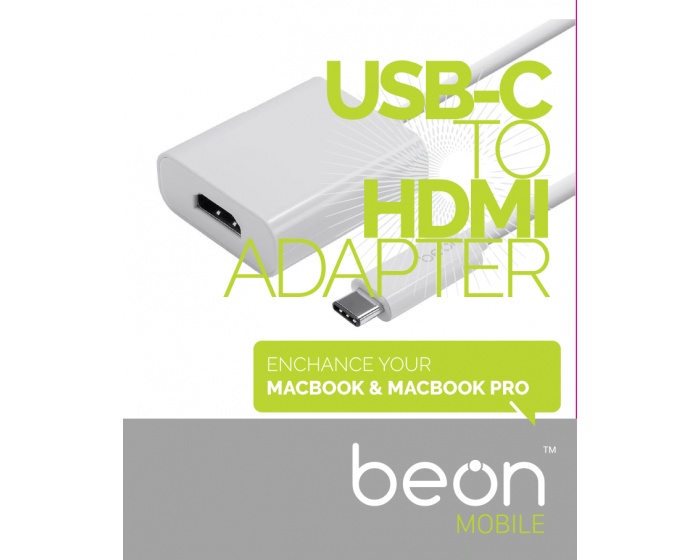 USB-C
TO
HDMI
ADAPTER
ENCHANCE YOUR
MACBOOK & MACBOOK PRO
beon™
MOBILE